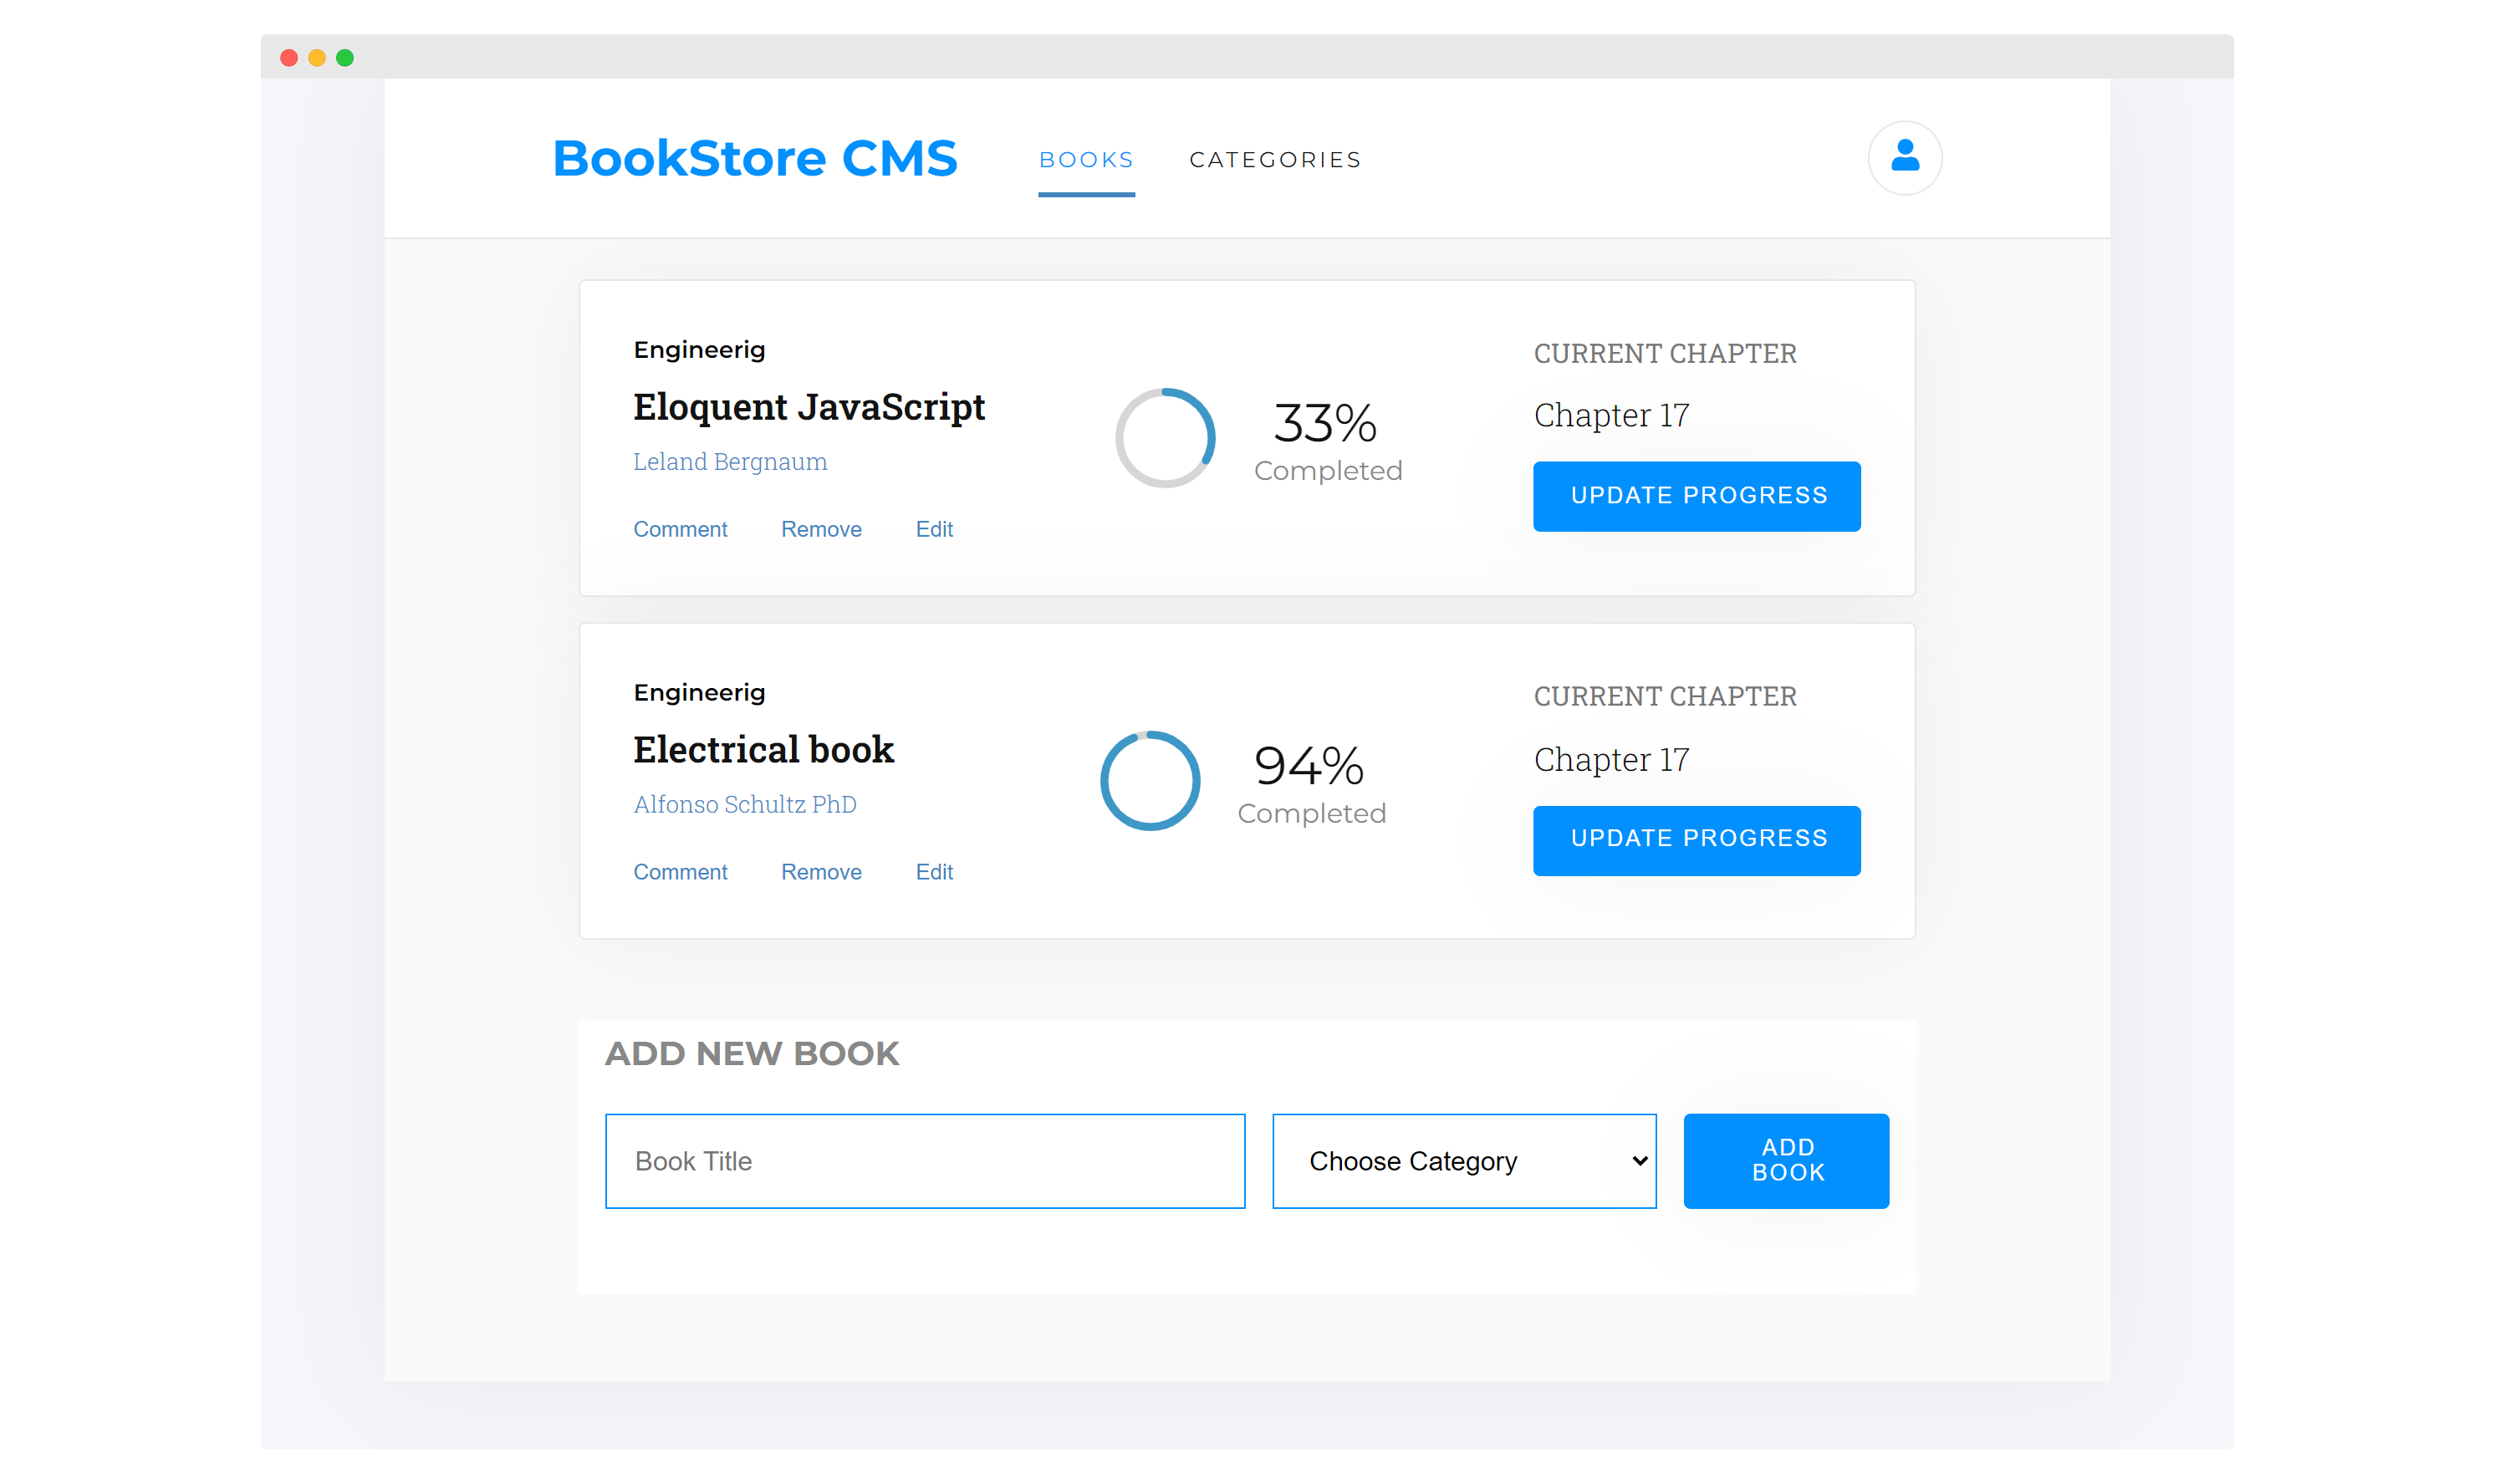 BookStore CMS
BOOKS
CATEGORIES
Engineerig
Eloquent JavaScript
Leland Bergnaum
Comment Remove Edit
33%
Completed
CURRENT CHAPTER
Chapter 17
UPDATE PROGRESS
Engineerig
Electrical book
Alfonso Schultz PhD
Comment Remove Edit
94%
Completed
CURRENT CHAPTER
Chapter 17
UPDATE PROGRESS
ADD NEW BOOK
Book Title
Choose Category
ADD
BOOK